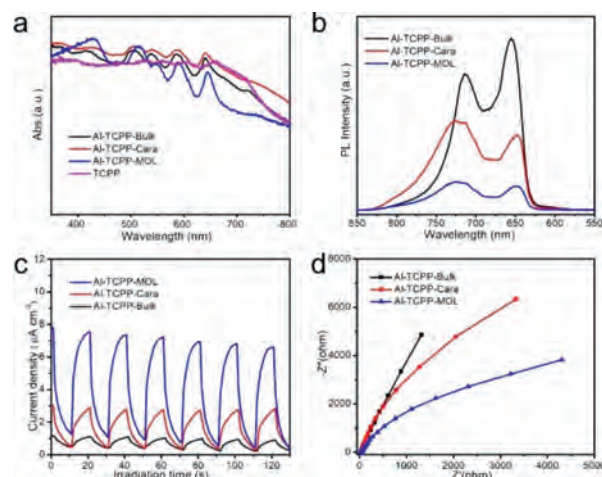 a
Abs.(a.u.)
Al-TCPP-Bulk
Al-TCPP-Cara
Al-TCPP-MOL
TCPP
400 500 600 700 800
Wavelength (nm)
b
PL Intensity (a.u.)
Al-TCPP-Bulk
Al-TCPP-Cara
Al-TCPP-MOL
850 800 750 700 650 600 550
Wavelength (nm)
c
Current density / μA cm⁻²
12
10
8
6
4
2
0
Al-TCPP-MOL
Al-TCPP-Cara
Al-TCPP-Bulk
0 20 40 60 80 100 120
Irradiation time (s)
d
-Z"(ohm)
8000
6000
4000
2000
0
Al-TCPP-Bulk
Al-TCPP-Cara
Al-TCPP-MOL
0 1000 2000 3000 4000 5000
Z'(ohm)